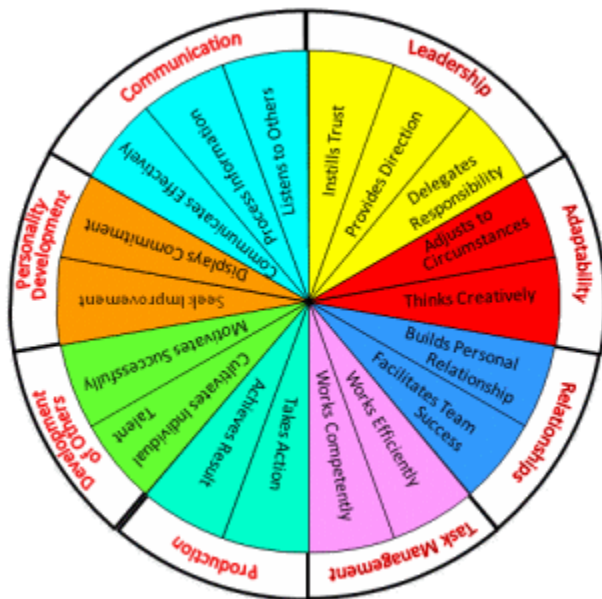 Leadership
Instills Trust
Provides Direction
Delegates
Responsibility
Adaptability
Adjusts to
Circumstances
Thinks Creatively
Relationships
Builds Personal
Relationship
Facilitates Team
Success
Task Management
Works Efficiently
Works Competently
Production
Takes Action
Achieves Result
Development
of Others
Cultivates Individual
Talent
Motivates Successfully
Personality
Development
Seek Improvement
Displays Commitment
Communication
Communicates Effectively
Process Information
Listens to Others